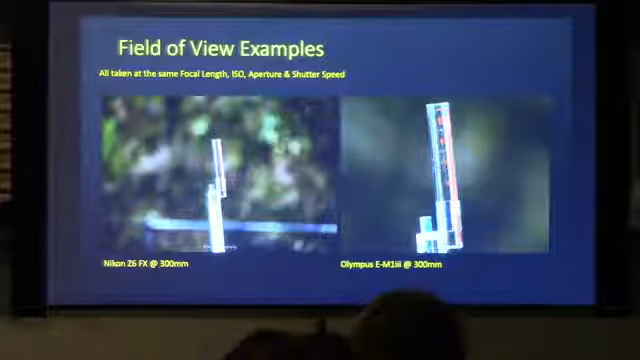 Field of View Examples
All taken at the same Focal Length, ISO, Aperture & Shutter Speed
Nikon Z6 FX @ 300mm
Olympus E-M1iii @ 300mm